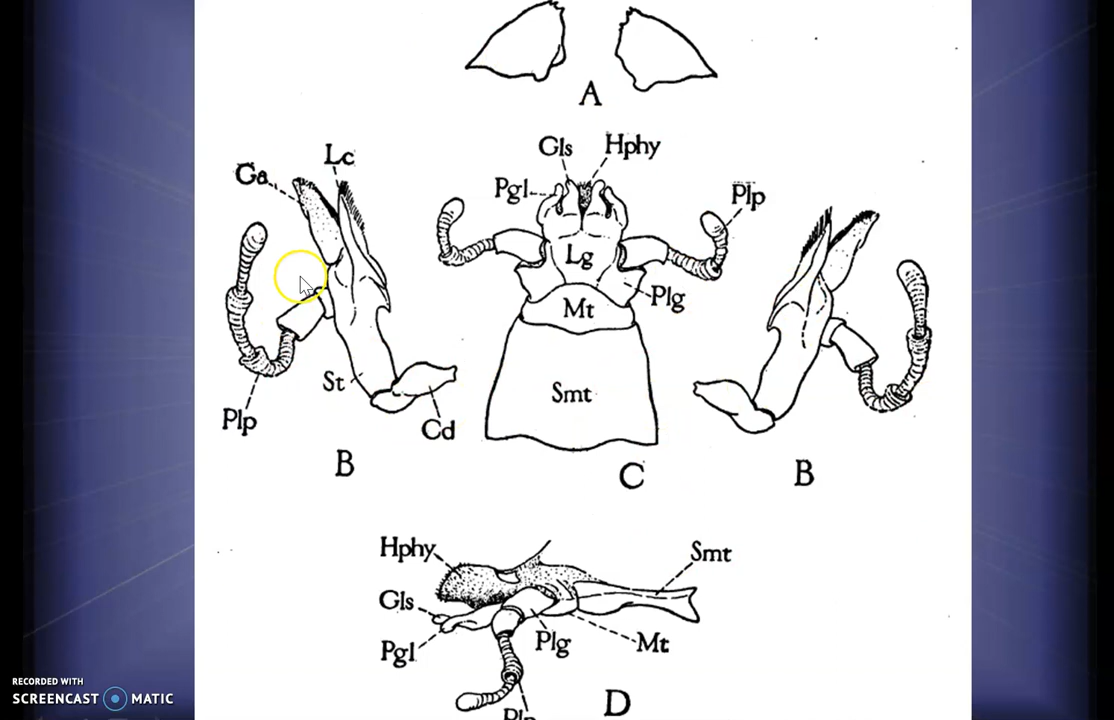 A
Gls Hphy
Lc
Ga
Pgl
Plp
Lg
Plg
Mt
St
Smt
Plp
Cd
B
C
B
Hphy
Smt
Gls
Pgl
Plg
Mt
D
RECORDED WITH
SCREENCAST MATIC